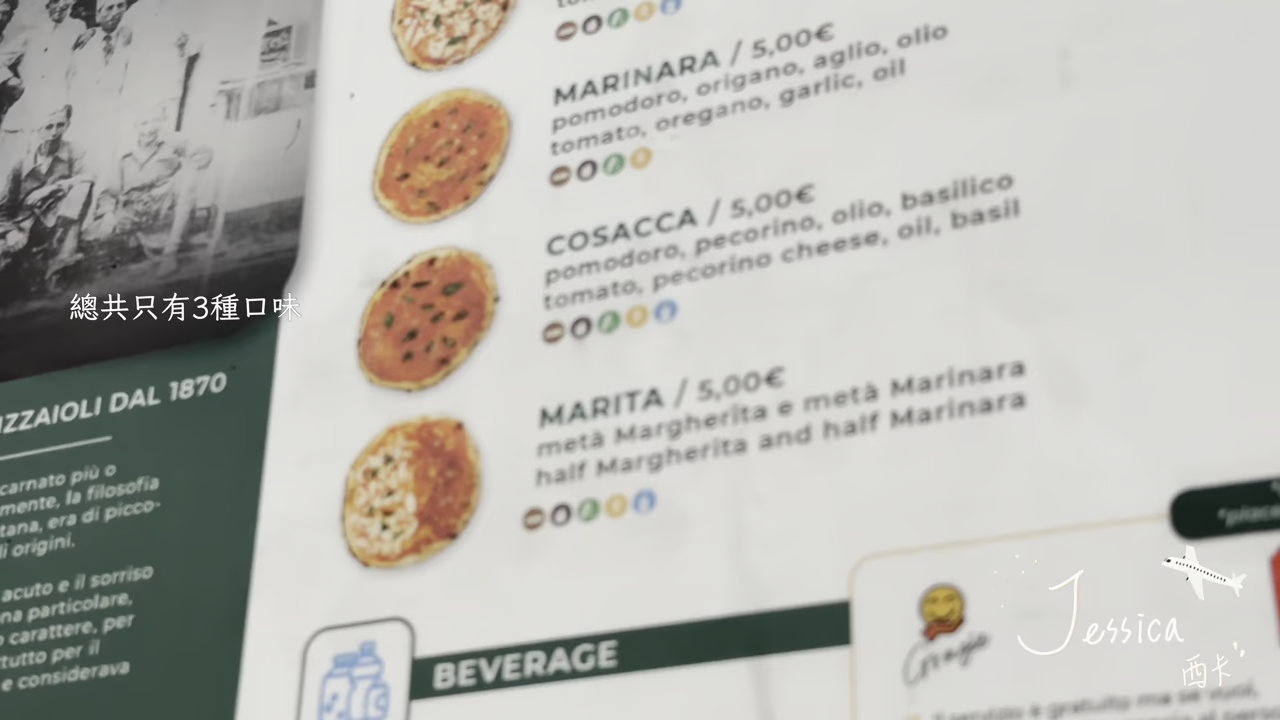 MARINARA / 5,00€
pomodoro, origano, aglio, olio
tomato, oregano, garlic, oil
COSACCA / 5,00€
pomodoro, pecorino, olio, basilico
tomato, pecorino cheese, oil, basil
MARITA / 5,00€
metà Margherita e metà Marinara
half Margherita and half Marinara
總共只有3種口味
DAL 1870
carnato più o
mente, la filosofia
tana, era di picco-
di origini.
acuto e il sorriso
na particolare,
carattere, per
tutto per il
e considerava
BEVERAGE
Grazie
Jessica
西卡